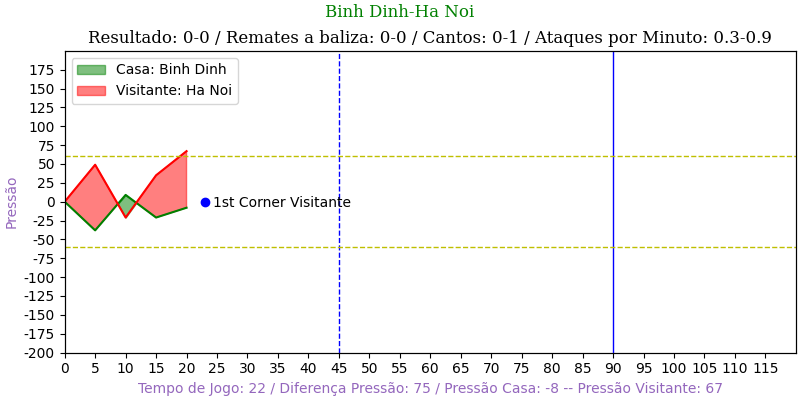 Binh Dinh-Ha Noi
Resultado: 0-0 / Remates a baliza: 0-0 / Cantos: 0-1 / Ataques por Minuto: 0.3-0.9
Casa: Binh Dinh
Visitante: Ha Noi
175
150
125
100
75
50
25
0
-25
-50
-75
-100
-125
-150
-175
-200
Pressão
1st Corner Visitante
0 5 10 15 20 25 30 35 40 45 50 55 60 65 70 75 80 85 90 95 100 105 110 115
Tempo de Jogo: 22 / Diferença Pressão: 75 / Pressão Casa: -8 -- Pressão Visitante: 67